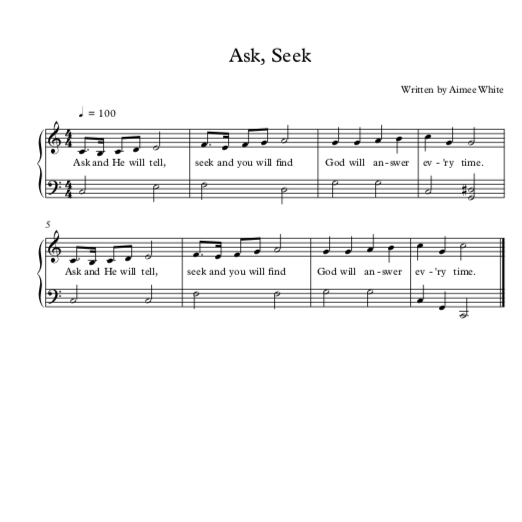 Ask, Seek
Written by Aimee White
♩ = 100
Ask and He will tell, seek and you will find God will an-swer ev-'ry time.
5
Ask and He will tell, seek and you will find God will an-swer ev-'ry time.